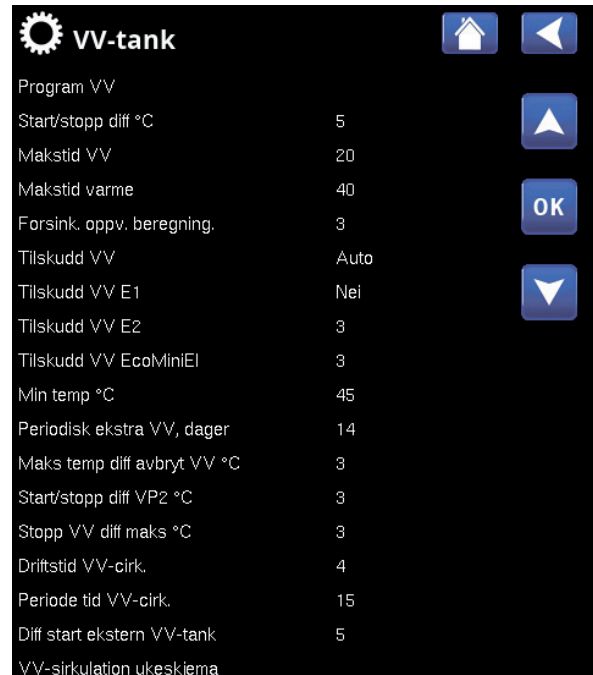 VV-tank
Program VV
Start/stopp diff °C 5
Makstid VV 20
Makstid varme 40
OK
Forsink. oppv. beregning. 3
Tilskudd VV Auto
Tilskudd VV E1 Nei
Tilskudd VV E2 3
Tilskudd VV EcoMiniEl 3
Min temp °C 45
Periodisk ekstra VV, dager 14
Maks temp diff avbryt VV °C 3
Start/stopp diff VP2 °C 3
Stopp VV diff maks °C 3
Driftstid VV-cirk. 4
Periode tid VV-cirk. 15
Diff start ekstern VV-tank 5
VV-sirkulation ukeskjema